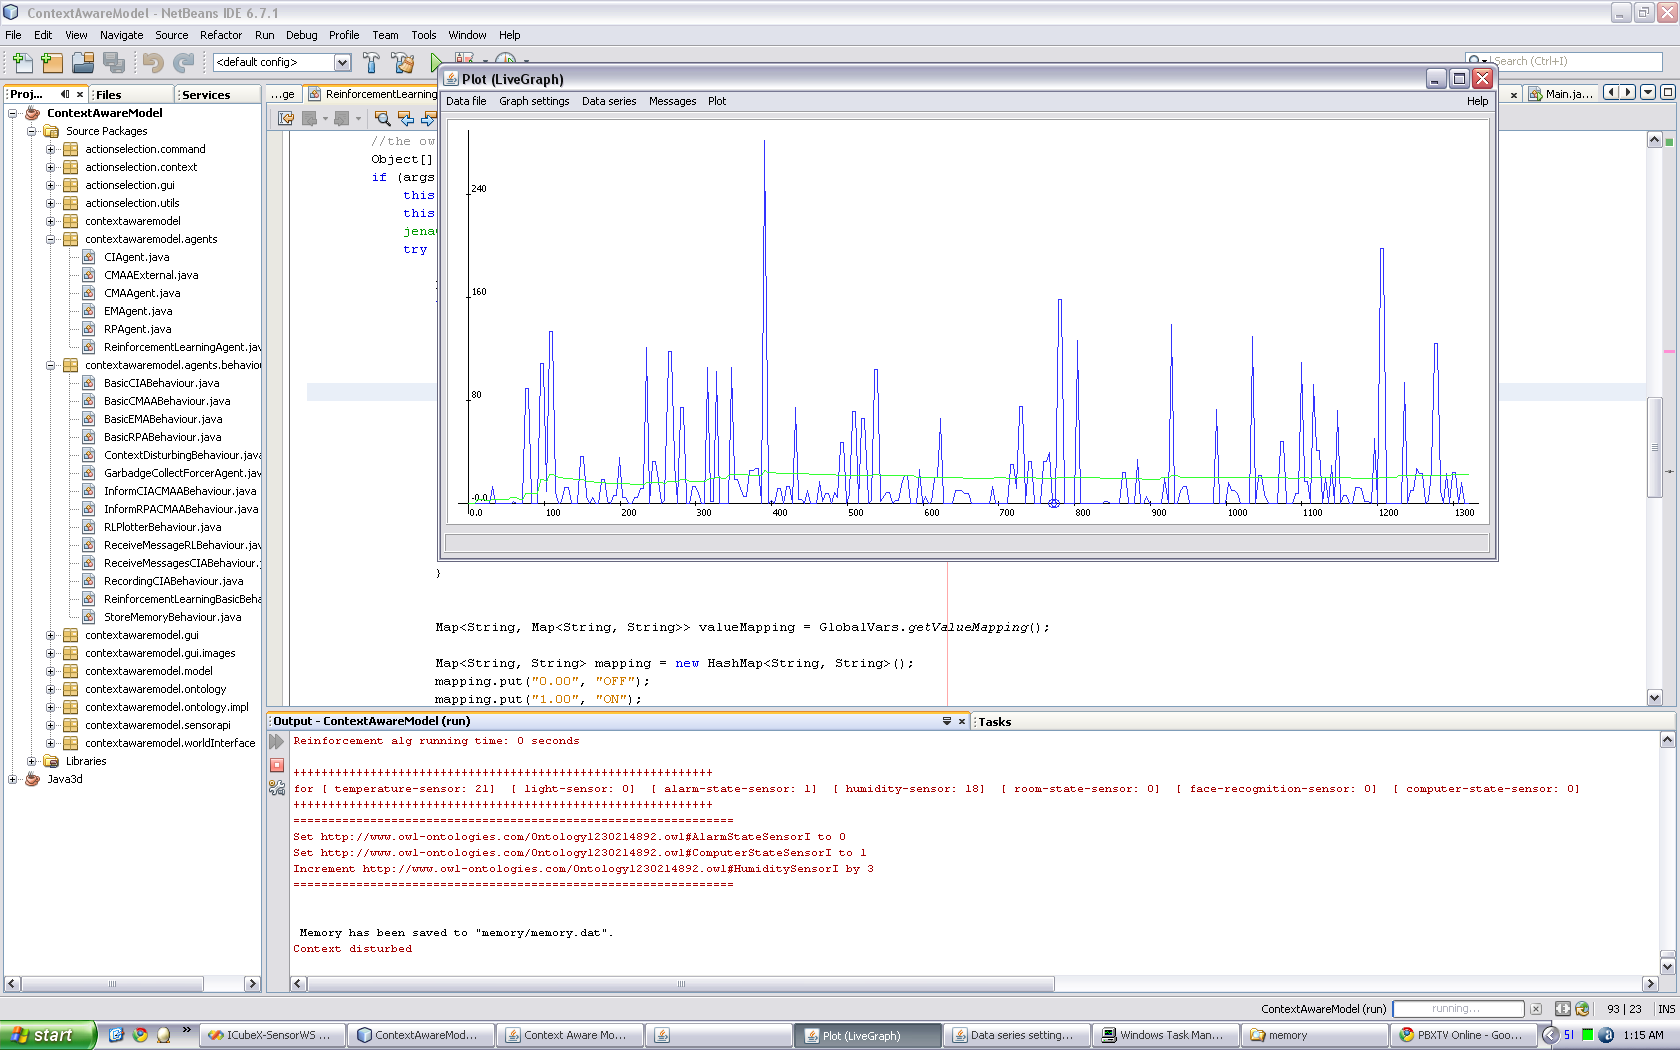 ContextAwareModel - NetBeans IDE 6.7.1
File Edit View Navigate Source Refactor Run Debug Profile Team Tools Window Help
<default config>
Search (Ctrl+I)
Proj... Files Services
...ge ReinforcementLearning
Main.ja...
ContextAwareModel
Source Packages
actionselection.command
actionselection.context
actionselection.gui
actionselection.utils
contextawaremodel
contextawaremodel.agents
CIAgent.java
CMAAExternal.java
CMAAgent.java
EMAgent.java
RPAgent.java
ReinforcementLearningAgent.jav
contextawaremodel.agents.behaviou
BasicCIABehaviour.java
BasicCMAABehaviour.java
BasicEMABehaviour.java
BasicRPABehaviour.java
ContextDisturbingBehaviour.java
GarbadgeCollectForcerAgent.jav
InformCIACMAABehaviour.java
InformRPACMAABehaviour.java
RLPlotterBehaviour.java
ReceiveMessageRLBehaviour.jav
ReceiveMessagesCIABehaviour.j
RecordingCIABehaviour.java
ReinforcementLearningBasicBeha
StoreMemoryBehaviour.java
contextawaremodel.gui
contextawaremodel.gui.images
contextawaremodel.model
contextawaremodel.ontology
contextawaremodel.ontology.impl
contextawaremodel.sensorapi
contextawaremodel.worldInterface
Libraries
Java3d
//the ow
Object[]
if (args
this
this
jena
try
Plot (LiveGraph)
Data file Graph settings Data series Messages Plot Help
240
160
80
-0.0
0.0 100 200 300 400 500 600 700 800 900 1000 1100 1200 1300
}
Map<String, Map<String, String>> valueMapping = GlobalVars.getValueMapping();
Map<String, String> mapping = new HashMap<String, String>();
mapping.put("0.00", "OFF");
mapping.put("1.00", "ON");
Output - ContextAwareModel (run)
Tasks
Reinforcement alg running time: 0 seconds
++++++++++++++++++++++++++++++++++++++++++++++++++++++++++++
for [ temperature-sensor: 21] [ light-sensor: 0] [ alarm-state-sensor: 1] [ humidity-sensor: 18] [ room-state-sensor: 0] [ face-recognition-sensor: 0] [ computer-state-sensor: 0]
++++++++++++++++++++++++++++++++++++++++++++++++++++++++++++
===============================================================
Set http://www.owl-ontologies.com/Ontology1230214892.owl#AlarmStateSensorI to 0
Set http://www.owl-ontologies.com/Ontology1230214892.owl#ComputerStateSensorI to 1
Increment http://www.owl-ontologies.com/Ontology1230214892.owl#HumiditySensorI by 3
===============================================================
Memory has been saved to "memory/memory.dat".
Context disturbed
ContextAwareModel (run) running... 93 | 23 INS
start
ICubeX-SensorWS ...
ContextAwareMod...
Context Aware Mo...
Plot (LiveGraph)
Data series setting...
Windows Task Man...
memory
PBXTV Online - Goo...
SI
1:15 AM